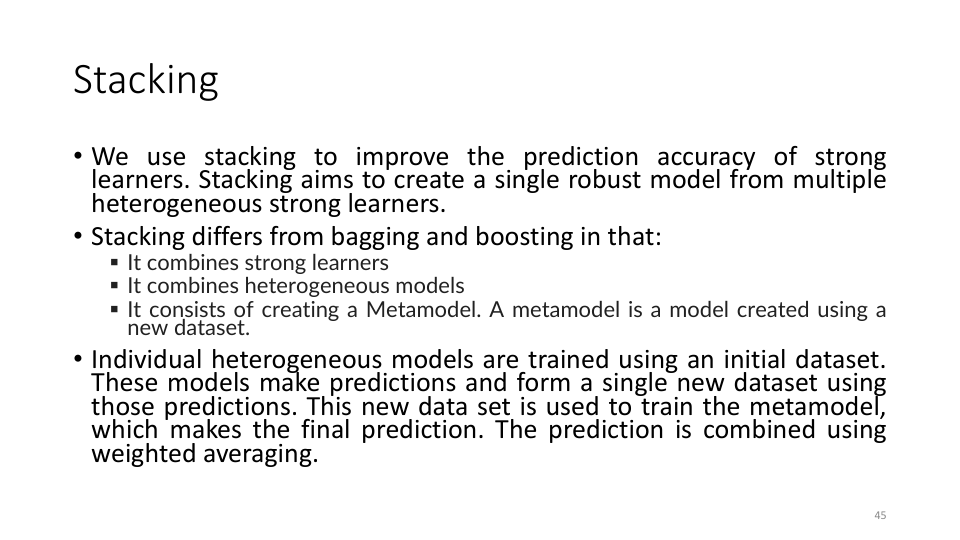 Stacking
• We use stacking to improve the prediction accuracy of strong
learners. Stacking aims to create a single robust model from multiple
heterogeneous strong learners.
• Stacking differs from bagging and boosting in that:
▪ It combines strong learners
▪ It combines heterogeneous models
▪ It consists of creating a Metamodel. A metamodel is a model created using a
new dataset.
• Individual heterogeneous models are trained using an initial dataset.
These models make predictions and form a single new dataset using
those predictions. This new data set is used to train the metamodel,
which makes the final prediction. The prediction is combined using
weighted averaging.
45